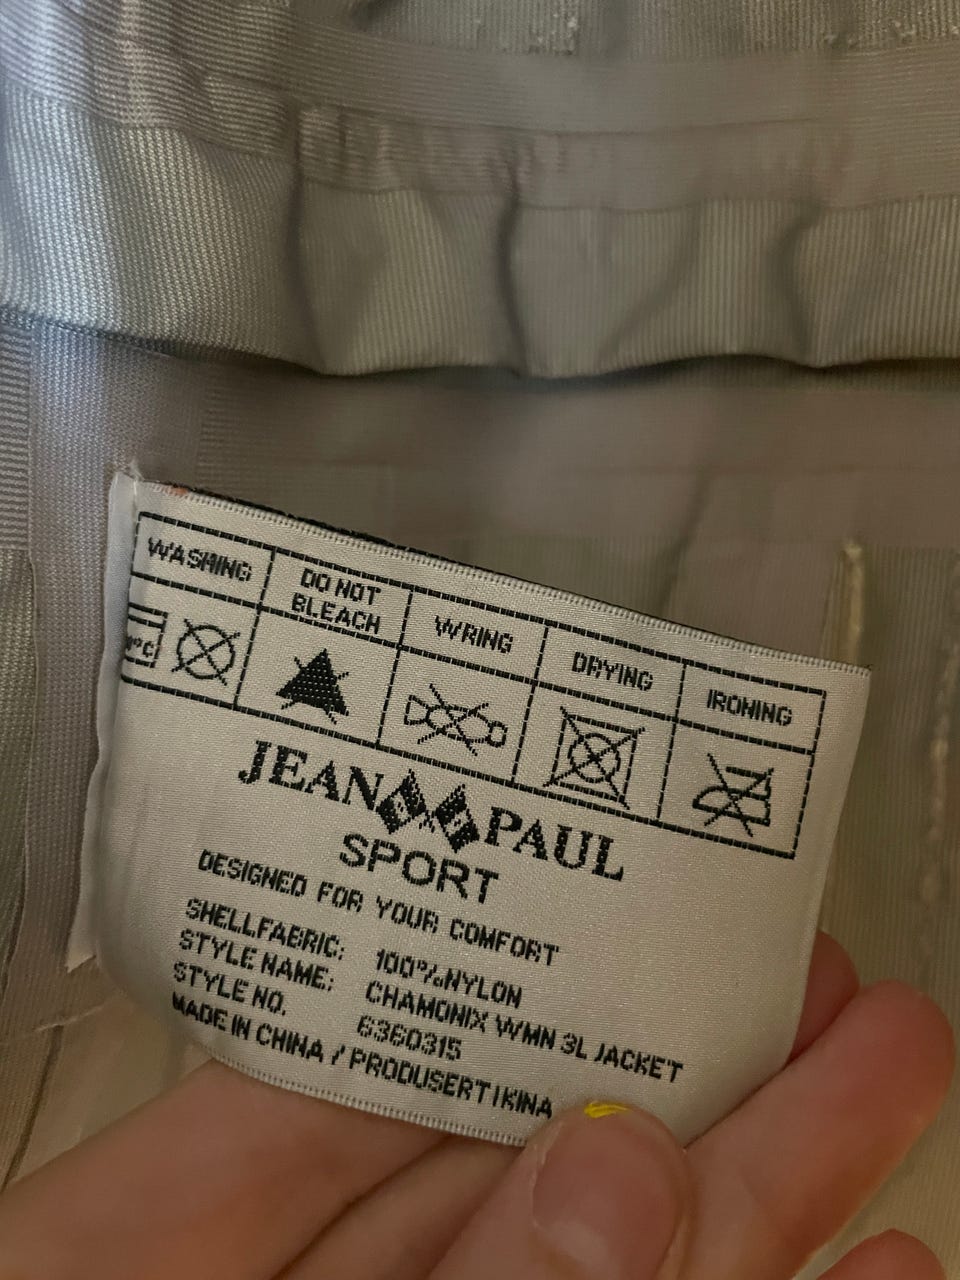 WASHING
DO NOT BLEACH
WRING
DRYING
IRONING
JEAN PAUL
SPORT
DESIGNED FOR YOUR COMFORT
SHELLFABRIC: 100%NYLON
STYLE NAME: CHAMONIX WMN 3L JACKET
STYLE NO. 6360315
MADE IN CHINA / PRODUSERT I KINA